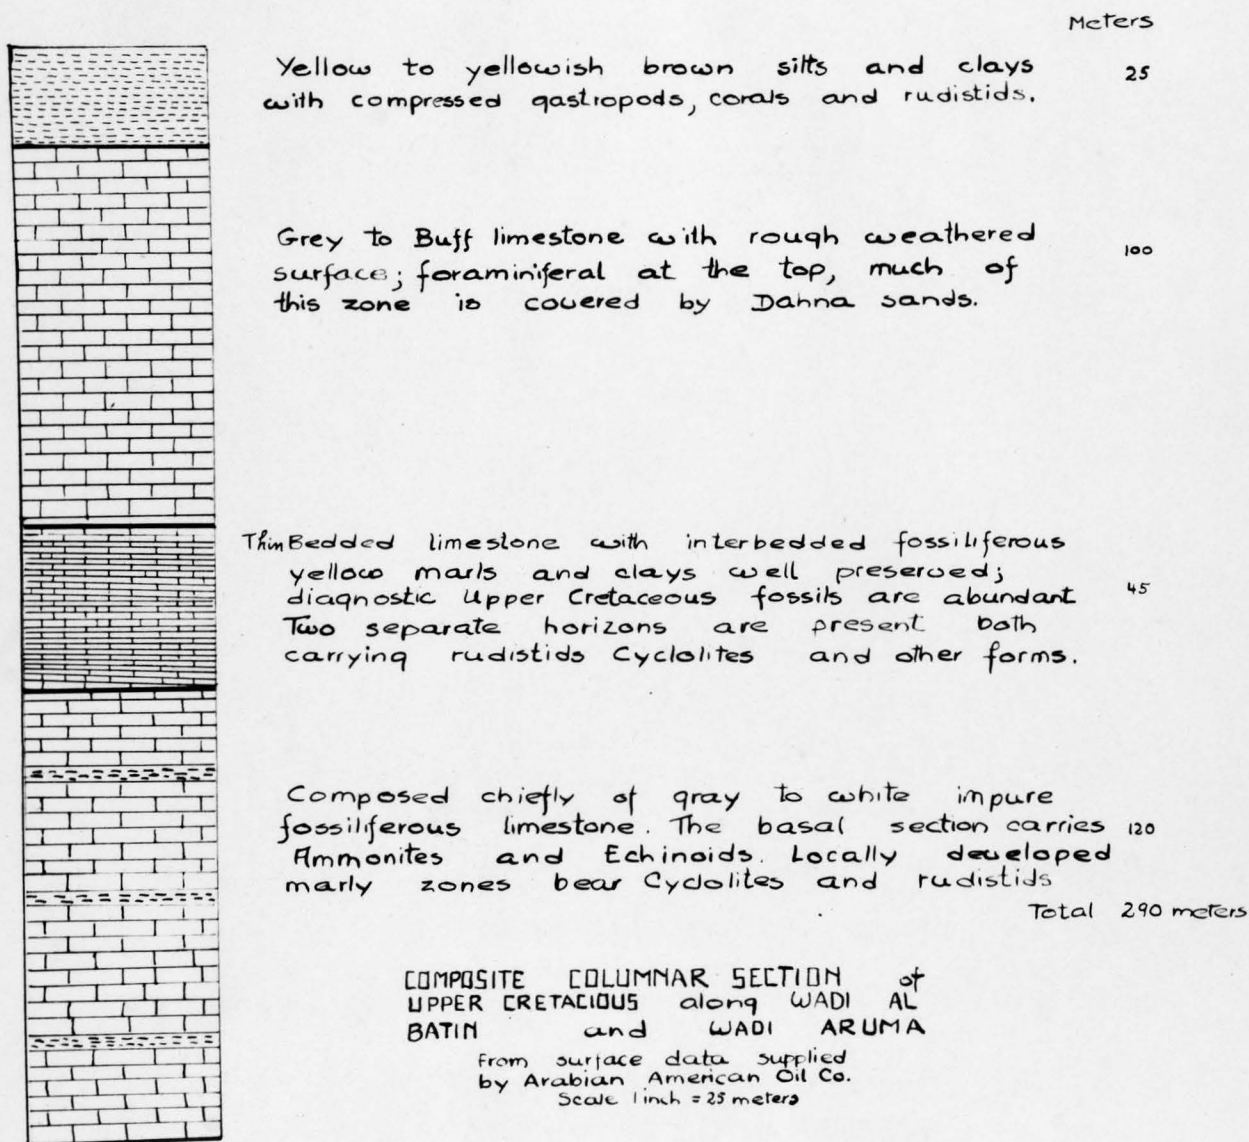 Meters
Yellow to yellowish brown silts and clays 25
with compressed gastropods, corals and rudistids.
Grey to Buff limestone with rough weathered 100
surface; foraminiferal at the top, much of
this zone is covered by Dahna sands.
Thin Bedded limestone with interbedded fossiliferous
yellow marls and clays well preserved;
diagnostic Upper Cretaceous fossils are abundant 45
Two separate horizons are present both
carrying rudistids Cyclolites and other forms.
Composed chiefly of gray to white impure
fossiliferous limestone. The basal section carries 120
Ammonites and Echinoids. Locally developed
marly zones bear Cyclolites and rudistids
Total 290 meters
COMPOSITE COLUMNAR SECTION of
UPPER CRETACIOUS along WADI AL
BATIN and WADI ARUMA
From surface data supplied
by Arabian American Oil Co.
Scale 1 inch = 25 meters